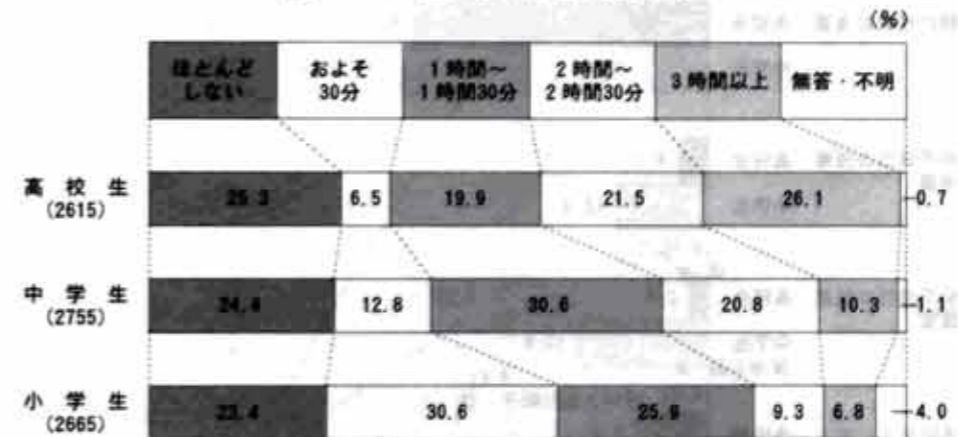 (%)
ほとんど
しない
およそ
30分
1時間～
1時間30分
2時間～
2時間30分
3時間以上
無答・不明
高校生
(2615)
25.3 6.5 19.9 21.5 26.1 0.7
中学生
(2755)
24.4 12.8 30.6 20.8 10.3 1.1
小学生
(2665)
23.4 30.6 25.9 9.3 6.8 4.0